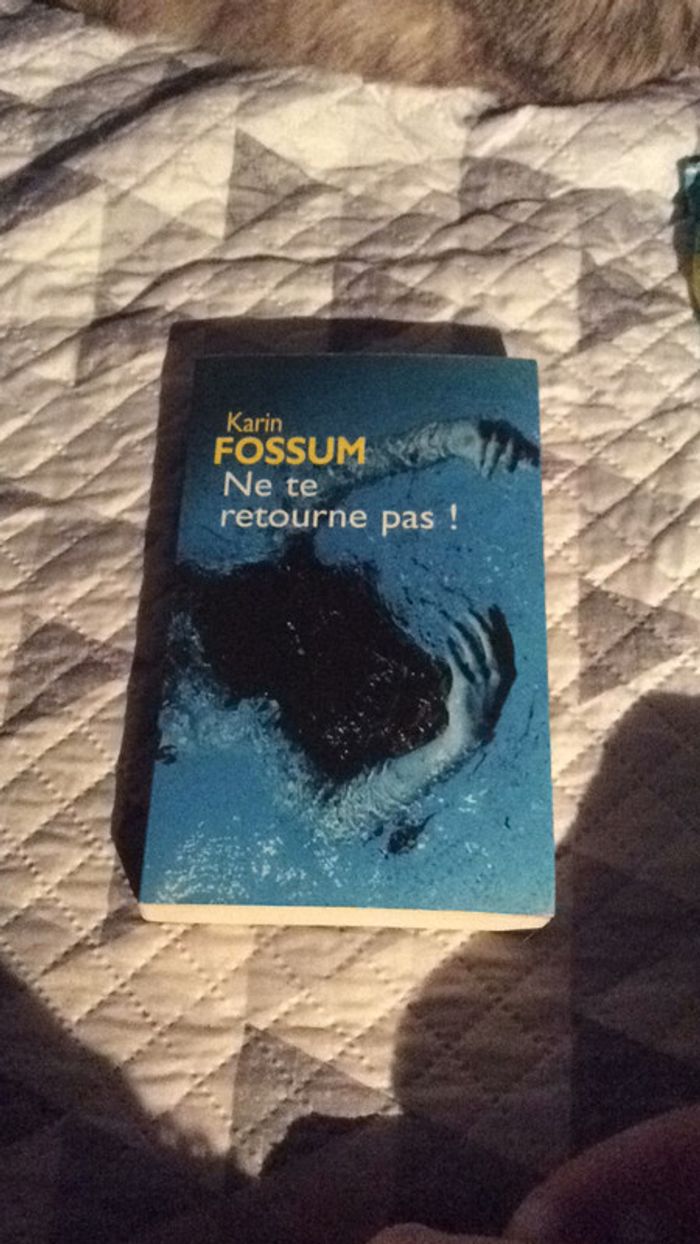 Karin
FOSSUM
Ne te
retourne pas !